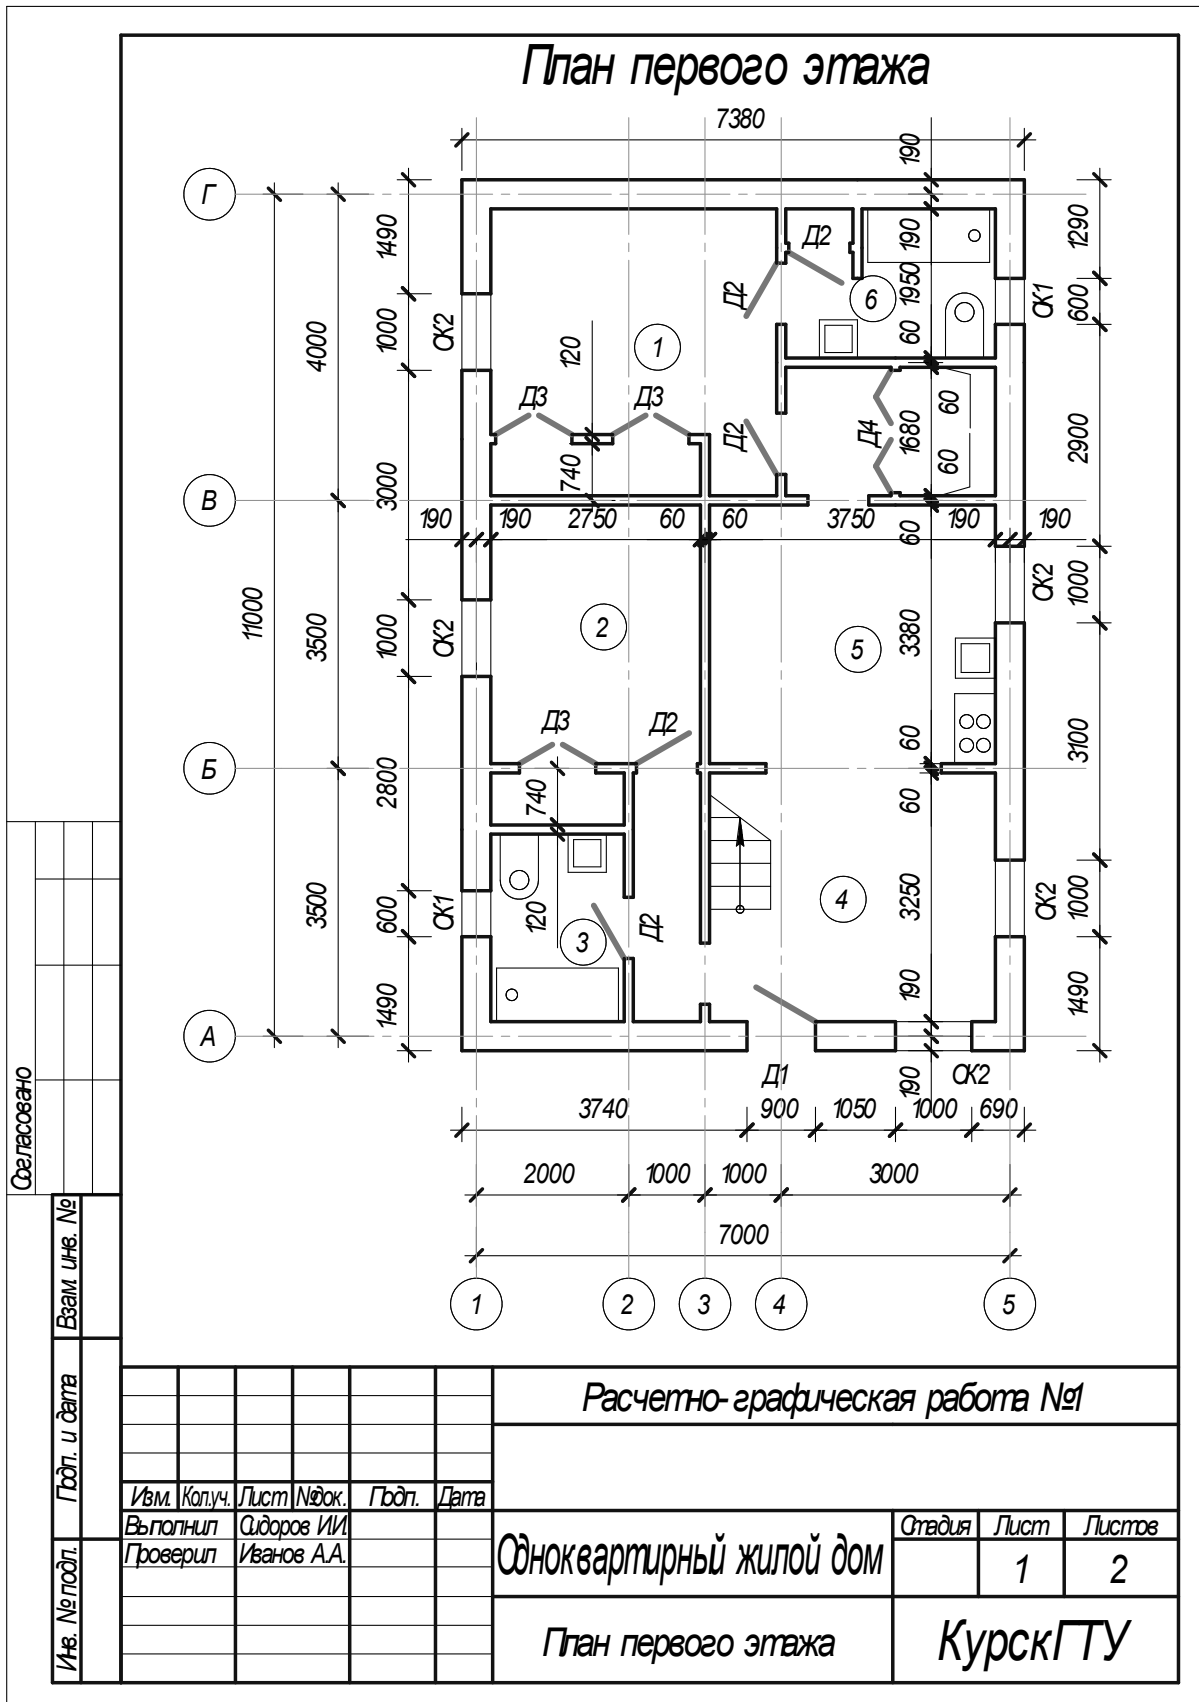 План первого этажа
7380
190
Г
1490
Д2
190
1290
Д2
6
1950
СК1
600
1000
СК2
4000
120
1
60
Д3
Д3
Д2
Д4
1680
60
60
2900
3000
740
В
190
190
2750
60
60
3750
190
190
60
11000
3500
1000
СК2
2
5
3380
СК2
1000
Д3
Д2
60
3100
Б
2800
740
60
3500
600
СК1
120
3
Д2
4
3250
СК2
1000
1490
190
1490
А
Д1
190
СК2
3740
900
1050
1000
690
2000
1000
1000
3000
7000
1
2
3
4
5
Согласовано
Взам. инв. №
Подп. и дата
Инв. № подл.
Расчетно-графическая работа №1
Изм. Кол.уч. Лист №док. Подп. Дата
Выполнил Сидоров И.И.
Проверил Иванов А.А.
Одноквартирный жилой дом
Стадия Лист Листов
1 2
План первого этажа
КурскГТУ